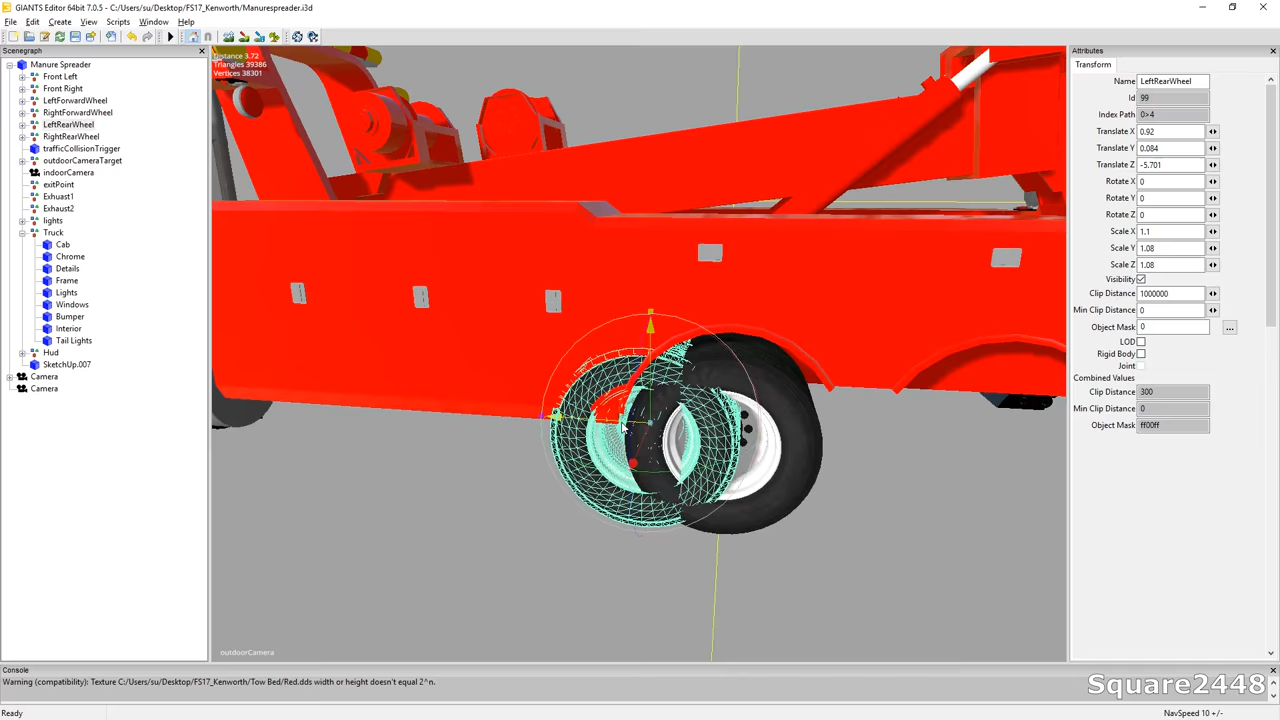 GIANTS Editor 64bit 7.0.5 - C:/Users/su/Desktop/FS17_Kenworth/Manurespreader.i3d
File Edit Create View Scripts Window Help
Scenegraph
Manure Spreader
Front Left
Front Right
LeftForwardWheel
RightForwardWheel
LeftRearWheel
RightRearWheel
trafficCollisionTrigger
outdoorCameraTarget
indoorCamera
exitPoint
Exhuast1
Exhaust2
lights
Truck
Cab
Chrome
Details
Frame
Lights
Windows
Bumper
Interior
Tail Lights
Hud
SketchUp.007
Camera
Camera
Distance 3.72
Triangles 39386
Vertices 38301
outdoorCamera
Attributes
Transform
Name LeftRearWheel
Id 99
Index Path 0>4
Translate X 0.92
Translate Y 0.084
Translate Z -5.701
Rotate X 0
Rotate Y 0
Rotate Z 0
Scale X 1.1
Scale Y 1.08
Scale Z 1.08
Visibility
Clip Distance 1000000
Min Clip Distance 0
Object Mask 0 ...
LOD
Rigid Body
Joint
Combined Values
Clip Distance 300
Min Clip Distance 0
Object Mask ff00ff
Console
Warning (compatibility): Texture C:/Users/su/Desktop/FS17_Kenworth/Tow Bed/Red.dds width or height doesn't equal 2^n.
Square2448
Ready
NavSpeed 10 +/-